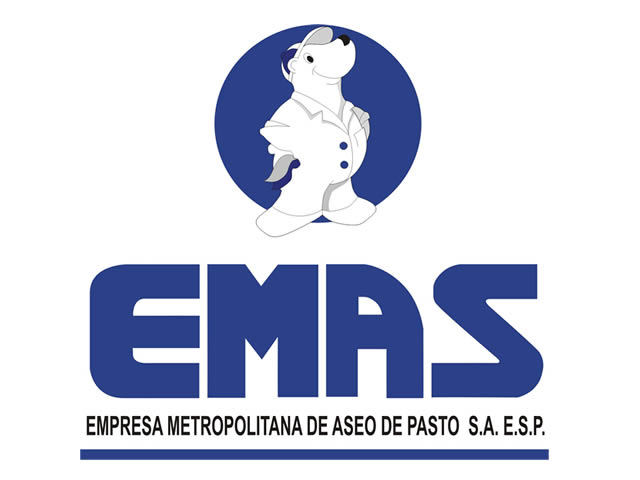 EMAS
EMPRESA METROPOLITANA DE ASEO DE PASTO S.A. E.S.P.